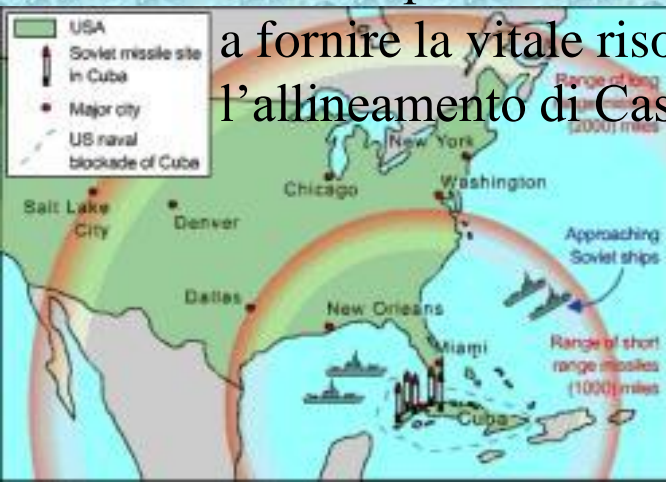 a fornire la vitale
l’allineamento di
USA
Soviet missile site
in Cuba
Major city
US naval
blockade of Cuba
Range of long
(2000) miles
New York
Chicago
Washington
Salt Lake
City
Denver
Approaching
Soviet ships
Dallas
New Orleans
Miami
Range of short
range missiles
(1000) miles
Cuba